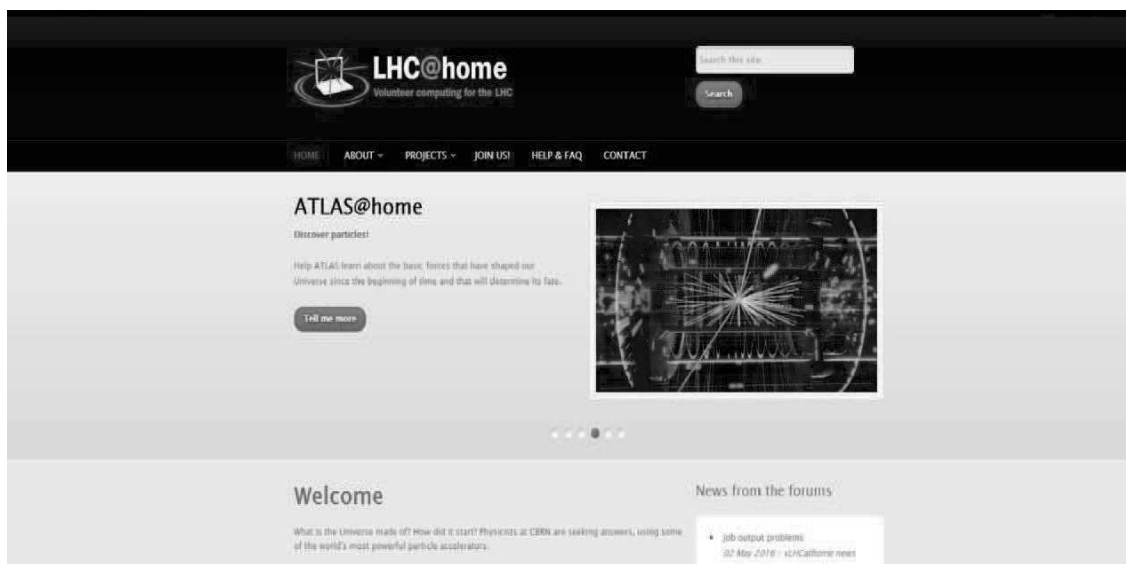 LHC@home
Volunteer computing for the LHC
Search this site
Search
HOME ABOUT PROJECTS JOIN US! HELP & FAQ CONTACT
ATLAS@home
Discover particles!
Help ATLAS learn about the basic forces that have shaped our
Universe since the beginning of time and that will determine its fate.
Tell me more
Welcome
What is the Universe made of? How did it start? Physicists at CERN are seeking answers, using some
of the world's most powerful particle accelerators.
News from the forums
Job output problems
02 May 2016 - vLHCathome news